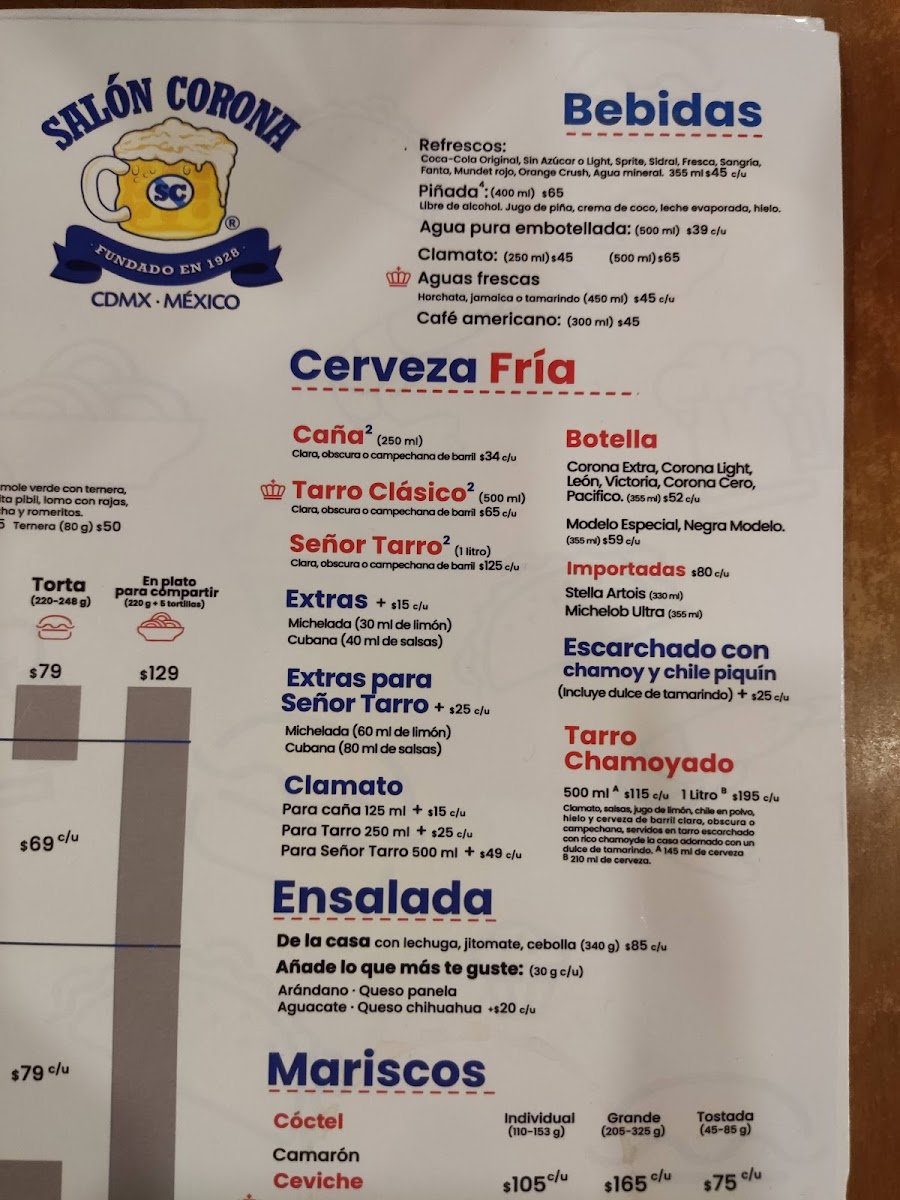 SALÓN CORONA
SC
®
FUNDADO EN 1928
CDMX · MÉXICO
Bebidas
Refrescos:
Coca-Cola Original, Sin Azúcar o Light, Sprite, Sidral, Fresca, Sangría,
Fanta, Mundet rojo, Orange Crush, Agua mineral. 355 ml $45 c/u
Piñada⁴: (400 ml) $65
Libre de alcohol. Jugo de piña, crema de coco, leche evaporada, hielo.
Agua pura embotellada: (500 ml) $39 c/u
Clamato: (250 ml) $45 (500 ml) $65
Aguas frescas
Horchata, jamaica o tamarindo (450 ml) $45 c/u
Café americano: (300 ml) $45
Cerveza Fría
Caña² (250 ml)
Clara, obscura o campechana de barril $34 c/u
Tarro Clásico² (500 ml)
Clara, obscura o campechana de barril $65 c/u
Señor Tarro² (1 litro)
Clara, obscura o campechana de barril $125 c/u
Extras + $15 c/u
Michelada (30 ml de limón)
Cubana (40 ml de salsas)
Extras para
Señor Tarro + $25 c/u
Michelada (60 ml de limón)
Cubana (80 ml de salsas)
Clamato
Para caña 125 ml + $15 c/u
Para Tarro 250 ml + $25 c/u
Para Señor Tarro 500 ml + $49 c/u
Botella
Corona Extra, Corona Light,
León, Victoria, Corona Cero,
Pacifico. (355 ml) $52 c/u
Modelo Especial, Negra Modelo.
(355 ml) $59 c/u
Importadas $80 c/u
Stella Artois (330 ml)
Michelob Ultra (355 ml)
Escarchado con
chamoy y chile piquín
(Incluye dulce de tamarindo) + $25 c/u
Tarro
Chamoyado
500 ml ᴬ $115 c/u 1 Litro ᴮ $195 c/u
Clamato, salsas, jugo de limón, chile en polvo,
hielo y cerveza de barril clara, obscura o
campechana, servidos en tarro escarchado
con rico chamoy de la casa adornado con un
dulce de tamarindo. ᴬ 145 ml de cerveza
ᴮ 210 ml de cerveza.
mole verde con ternera,
ita pibil, lomo con rajas,
ha y romeritos.
5 Ternera (80 g) $50
Torta
(220-248 g)
En plato
para compartir
(220 g + 5 tortillas)
$79
$129
$69 c/u
$79 c/u
Ensalada
De la casa con lechuga, jitomate, cebolla (340 g) $85 c/u
Añade lo que más te guste: (30 g c/u)
Arándano · Queso panela
Aguacate · Queso chihuahua +$20 c/u
Mariscos
Cóctel Individual Grande Tostada
(110-153 g) (205-325 g) (45-85 g)
Camarón
Ceviche $105 c/u $165 c/u $75 c/u